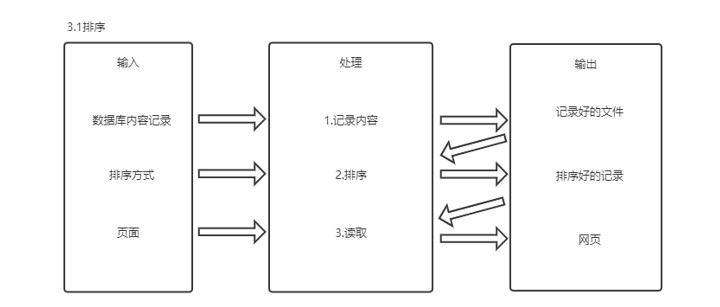 3.1排序
输入
处理
输出
数据库内容记录
1.记录内容
记录好的文件
排序方式
2.排序
排序好的记录
页面
3.读取
网页